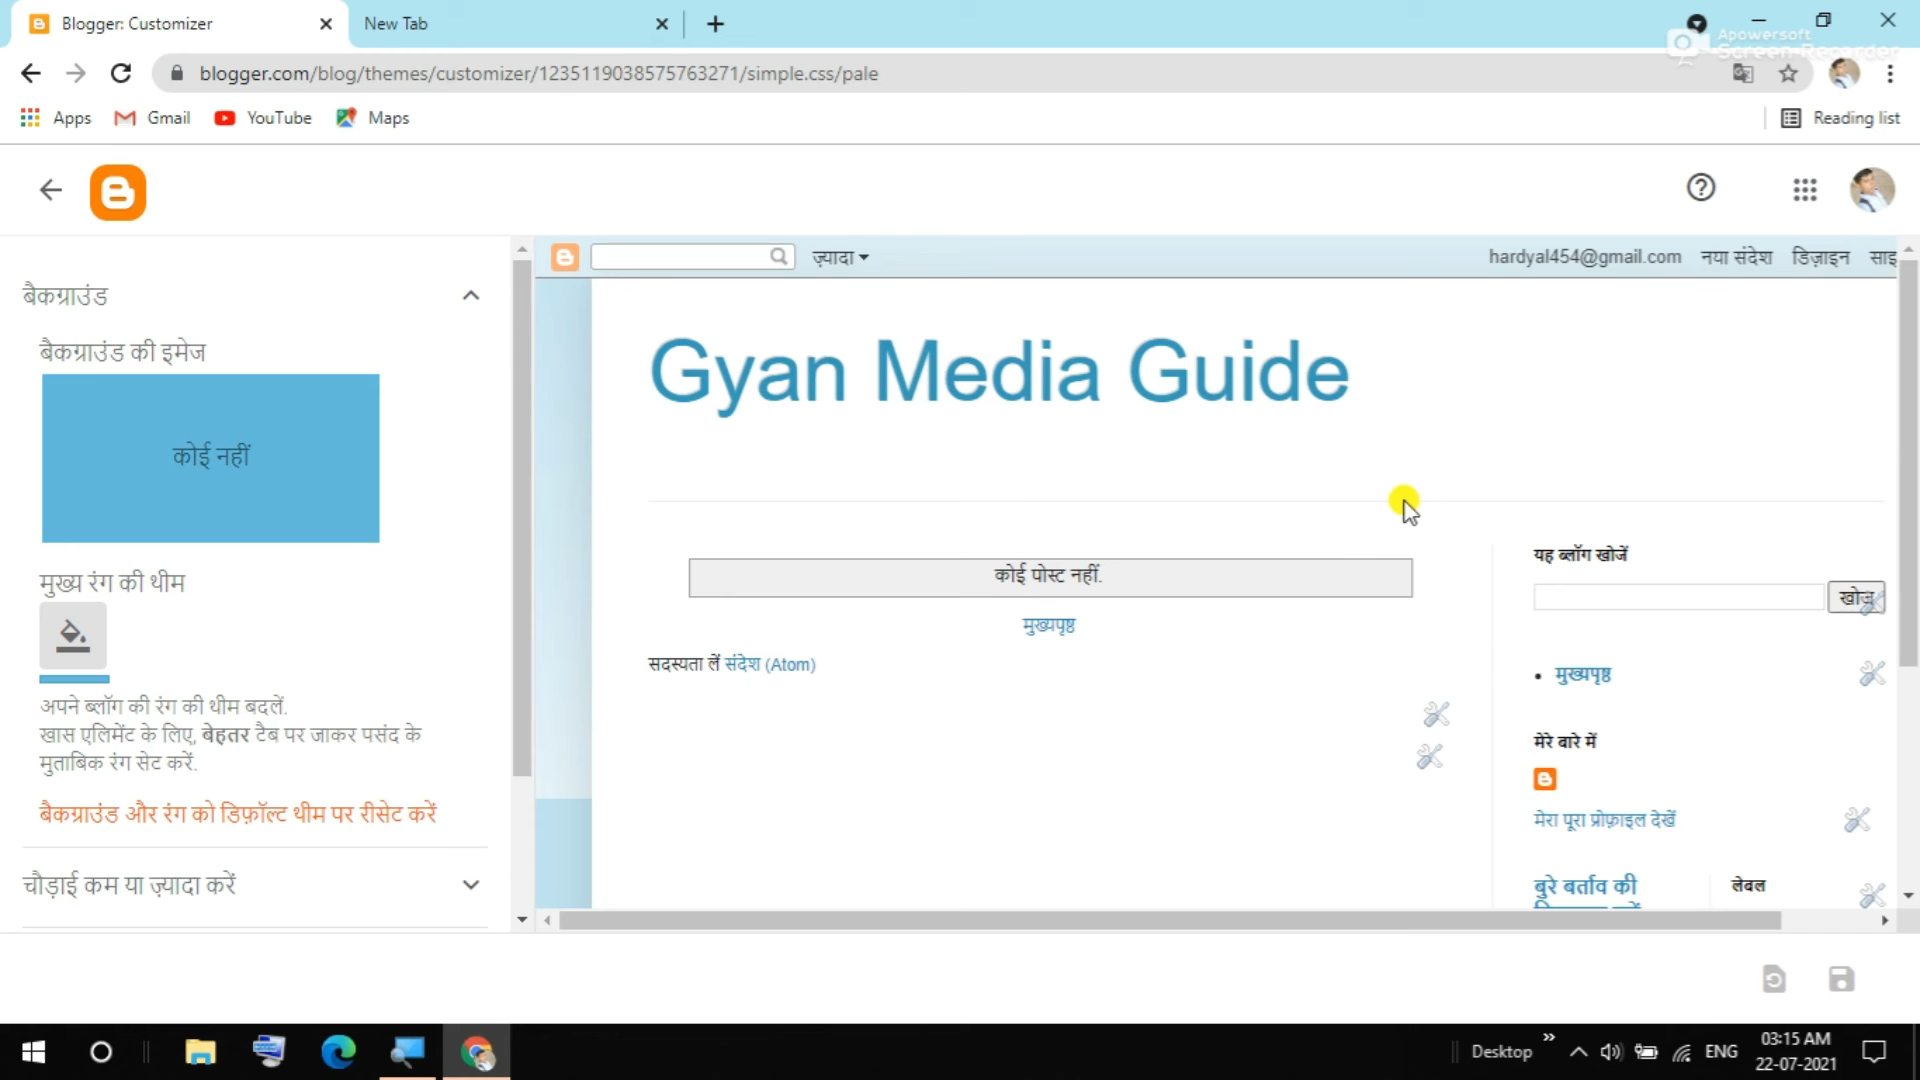 Blogger: Customizer
New Tab
Apowersoft
Screen Recorder
blogger.com/blog/themes/customizer/1235119038575763271/simple.css/pale
Apps
Gmail
YouTube
Maps
Reading list
बैकग्राउंड
बैकग्राउंड की इमेज
कोई नहीं
मुख्य रंग की थीम
अपने ब्लॉग की रंग की थीम बदलें.
खास एलिमेंट के लिए, बेहतर टैब पर जाकर पसंद के
मुताबिक रंग सेट करें.
बैकग्राउंड और रंग को डिफ़ॉल्ट थीम पर रीसेट करें
चौड़ाई कम या ज़्यादा करें
ज़्यादा
hardyal454@gmail.com नया संदेश डिज़ाइन साइ
Gyan Media Guide
कोई पोस्ट नहीं.
मुख्यपृष्ठ
सदस्यता लें संदेश (Atom)
यह ब्लॉग खोजें
खोज
मुख्यपृष्ठ
मेरे बारे में
मेरा पूरा प्रोफ़ाइल देखें
बुरे बर्ताव की
लेबल
Desktop
ENG
03:15 AM
22-07-2021